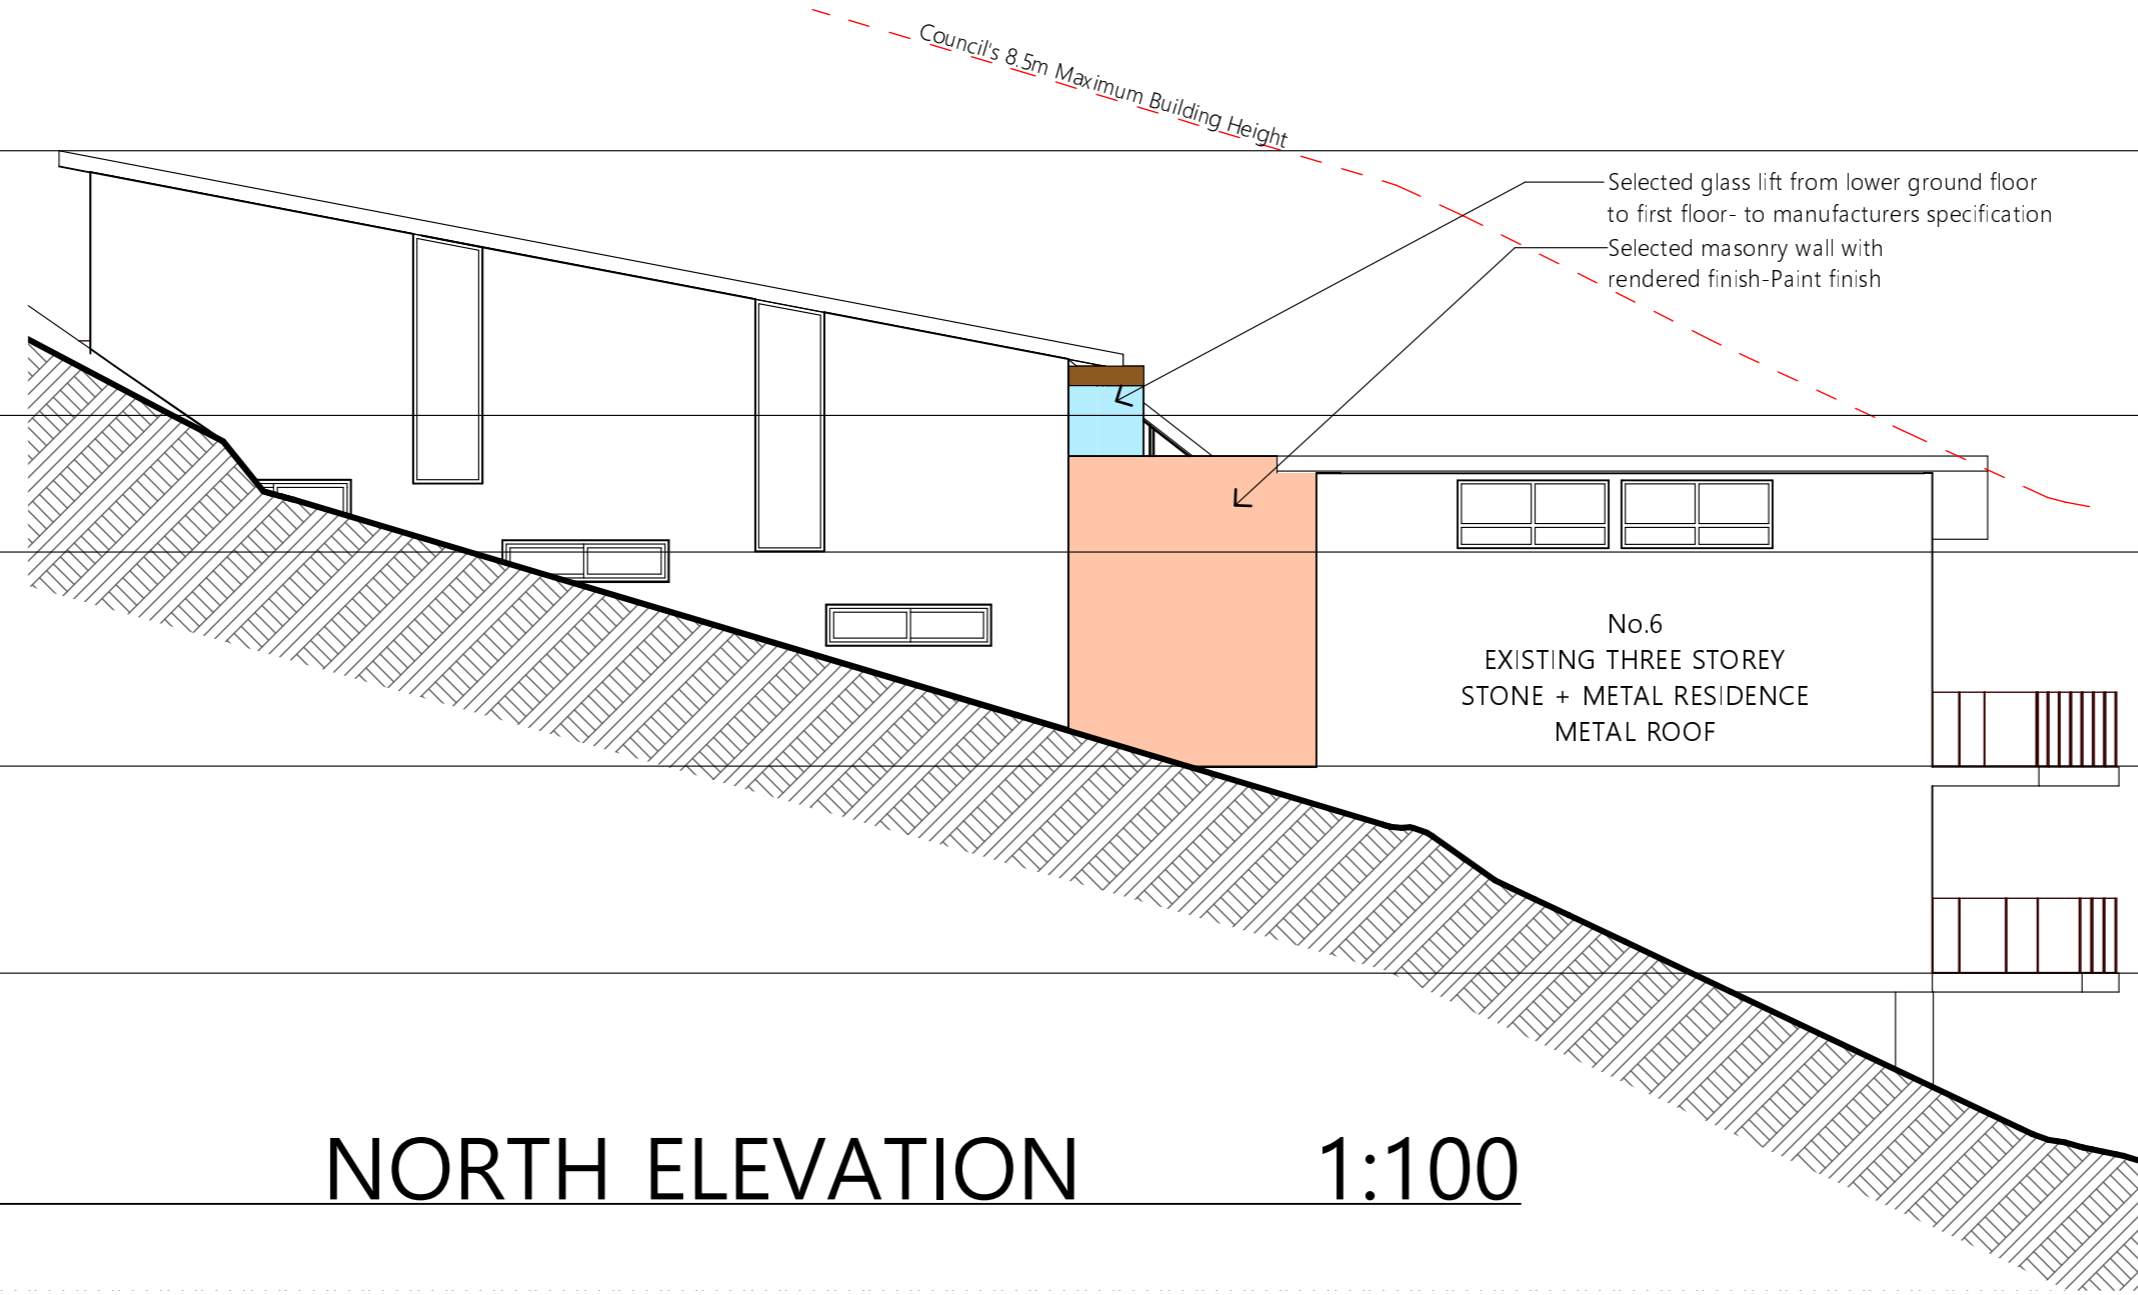 Council's 8.5m Maximum Building Height
Selected glass lift from lower ground floor
to first floor- to manufacturers specification
Selected masonry wall with
rendered finish-Paint finish
No.6
EXISTING THREE STOREY
STONE + METAL RESIDENCE
METAL ROOF
NORTH ELEVATION 1:100